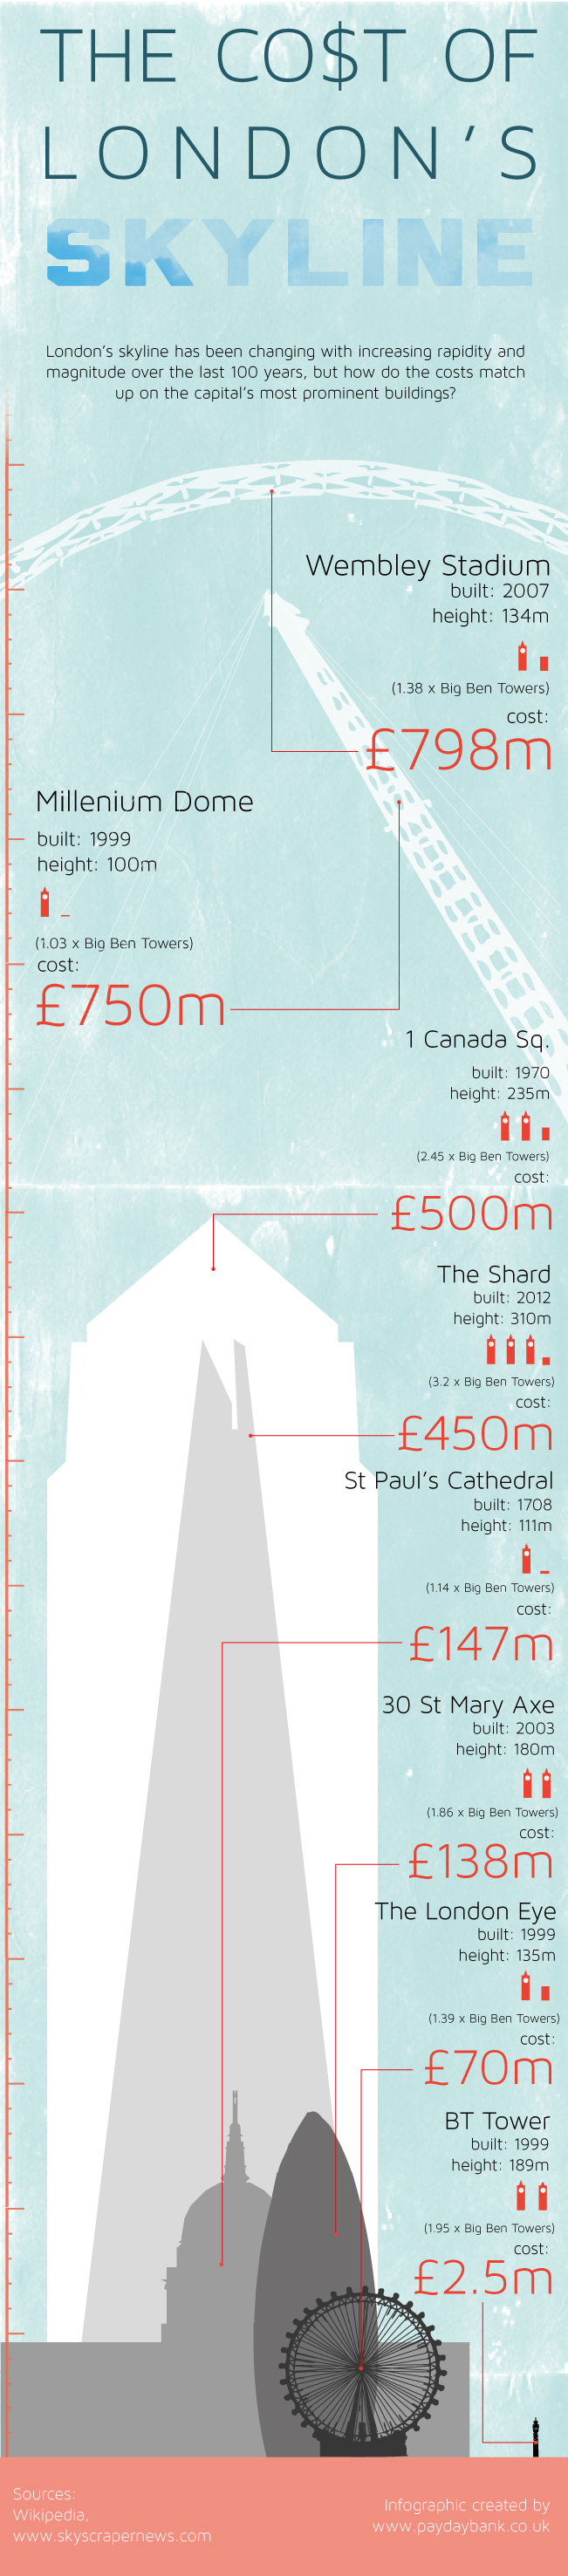 THE CO$T OF
LONDON'S
SKYLINE
London's skyline has been changing with increasing rapidity and
magnitude over the last 100 years, but how do the costs match
up on the capital's most prominent buildings?
Wembley Stadium
built: 2007
height: 134m
(1.38 x Big Ben Towers)
cost:
£798m
Millenium Dome
built: 1999
height: 100m
(1.03 x Big Ben Towers)
cost:
£750m
1 Canada Sq.
built: 1970
height: 235m
(2.45 x Big Ben Towers)
cost:
£500m
The Shard
built: 2012
height: 310m
(3.2 x Big Ben Towers)
cost:
£450m
St Paul's Cathedral
built: 1708
height: 111m
(1.14 x Big Ben Towers)
cost:
£147m
30 St Mary Axe
built: 2003
height: 180m
(1.86 x Big Ben Towers)
cost:
£138m
The London Eye
built: 1999
height: 135m
(1.39 x Big Ben Towers)
cost:
£70m
BT Tower
built: 1999
height: 189m
(1.95 x Big Ben Towers)
cost:
£2.5m
Sources:
Wikipedia,
www.skyscrapernews.com
Infographic created by
www.paydaybank.co.uk